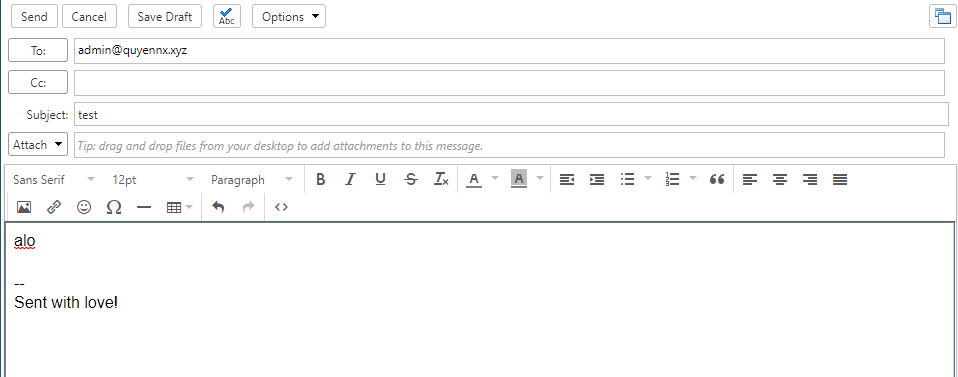 Send Cancel Save Draft Abc Options
To: admin@quyennx.xyz
Cc:
Subject: test
Attach Tip: drag and drop files from your desktop to add attachments to this message.
Sans Serif 12pt Paragraph B I U S Ix A A
alo
--
Sent with love!